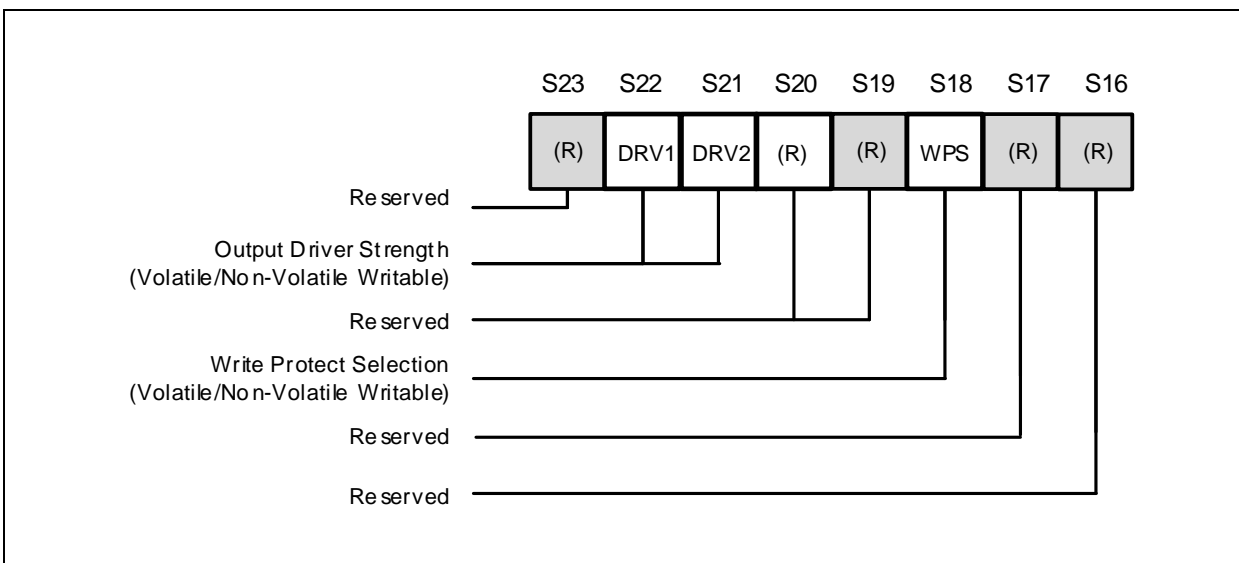 S23 S22 S21 S20 S19 S18 S17 S16
(R) DRV1 DRV2 (R) (R) WPS (R) (R)
Reserved
Output Driver Strength
(Volatile/Non-Volatile Writable)
Reserved
Write Protect Selection
(Volatile/Non-Volatile Writable)
Reserved
Reserved